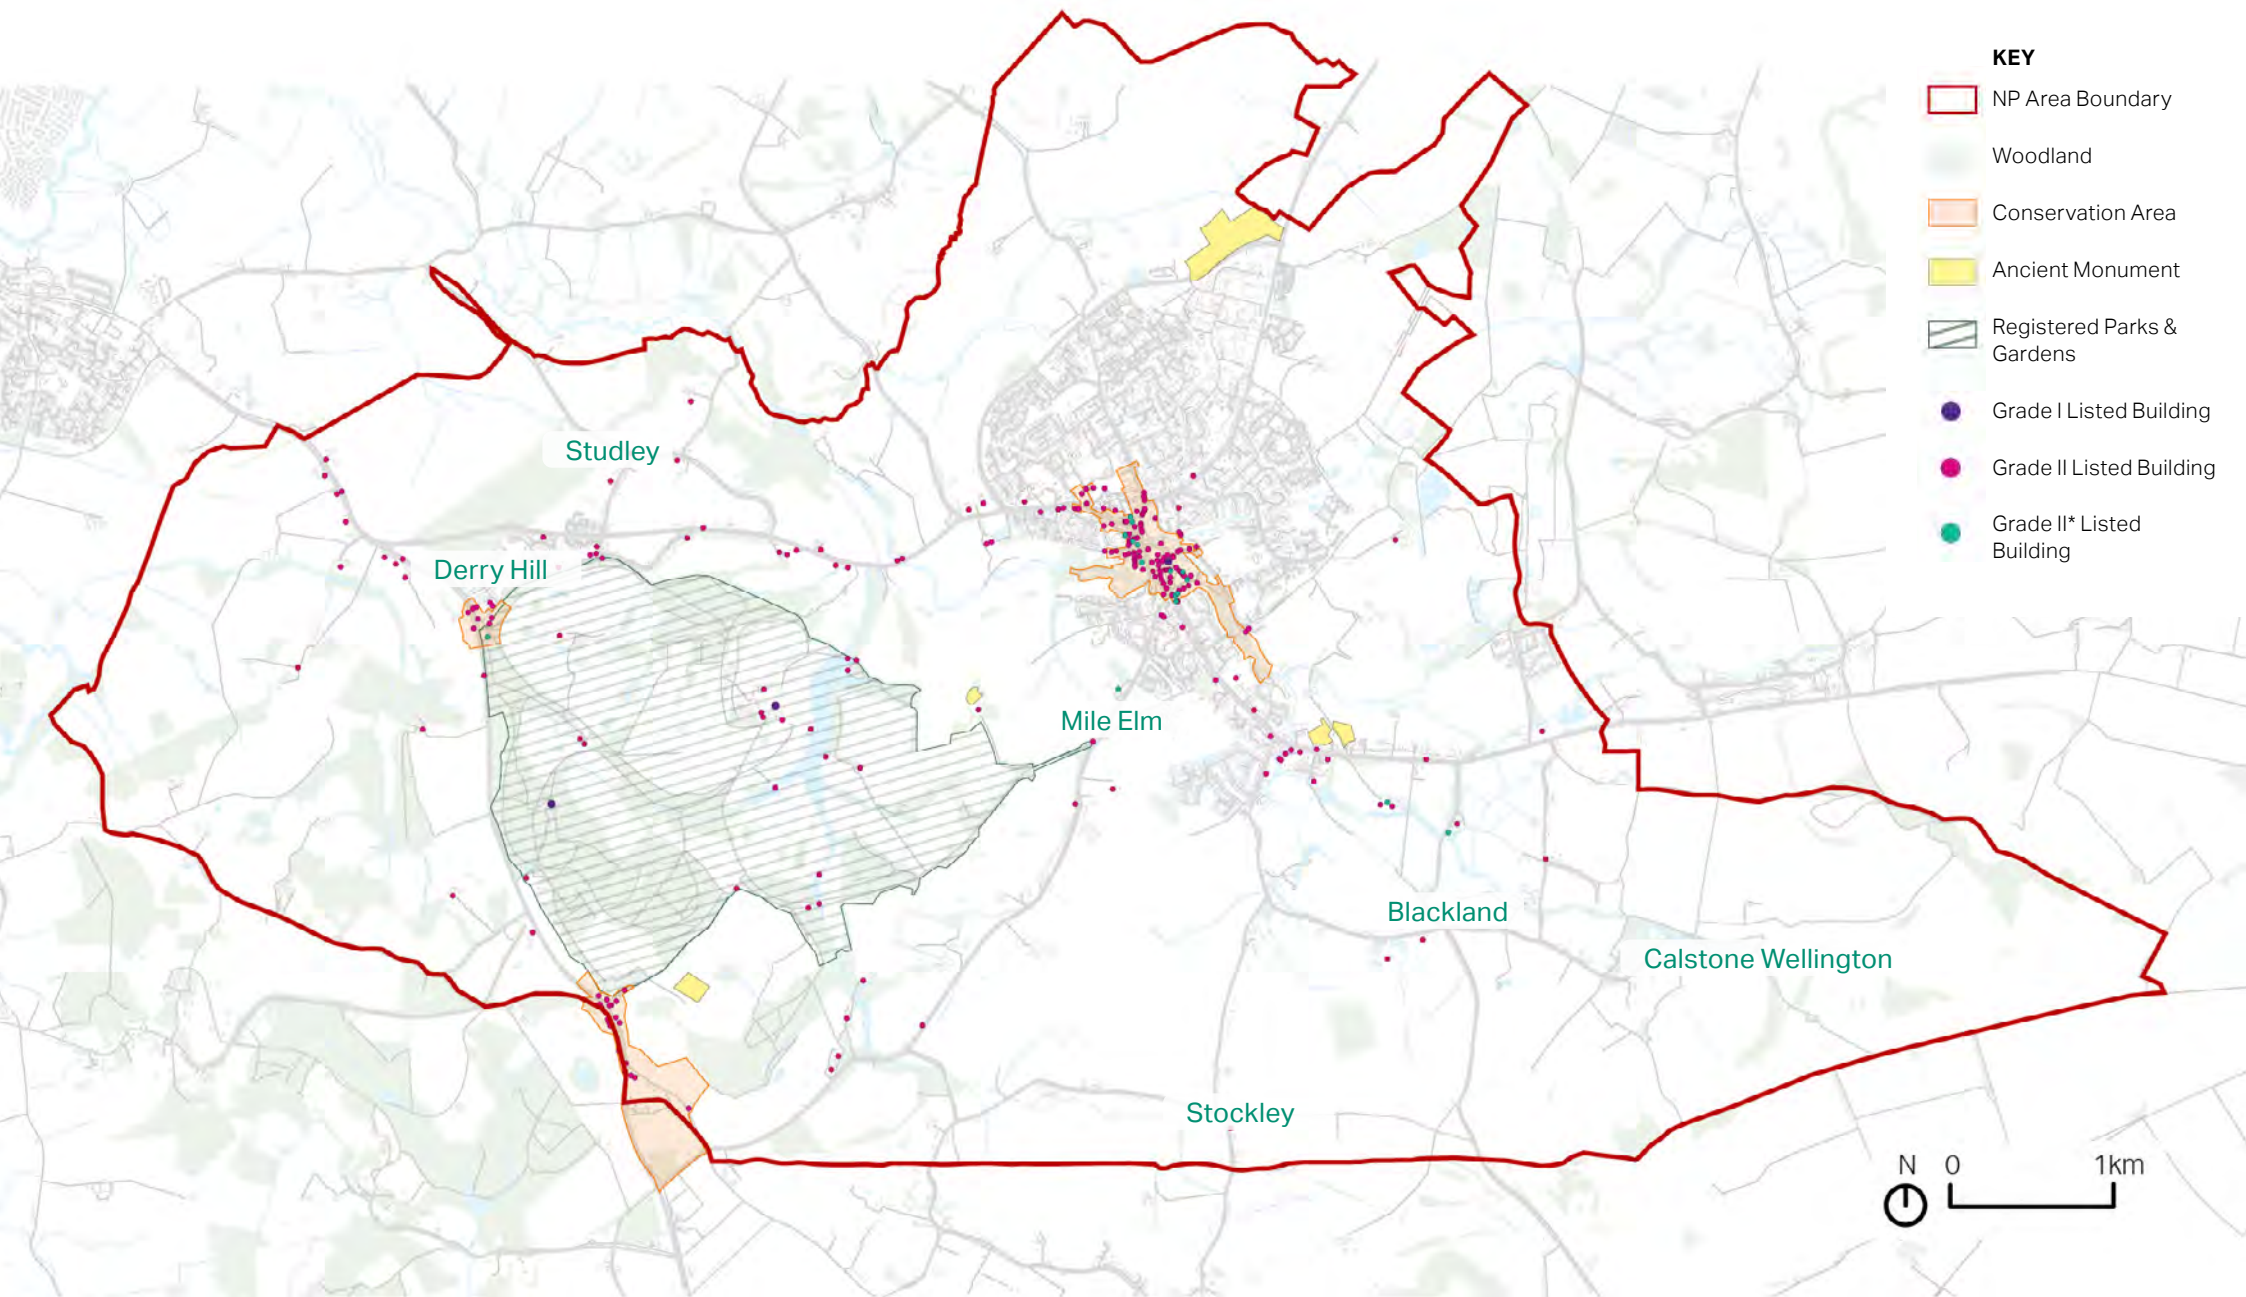 KEY
NP Area Boundary
Woodland
Conservation Area
Ancient Monument
Registered Parks &
Gardens
Grade I Listed Building
Grade II Listed Building
Grade II* Listed
Building
Studley
Derry Hill
Mile Elm
Blackland
Calstone Wellington
Stockley
N 0 1km